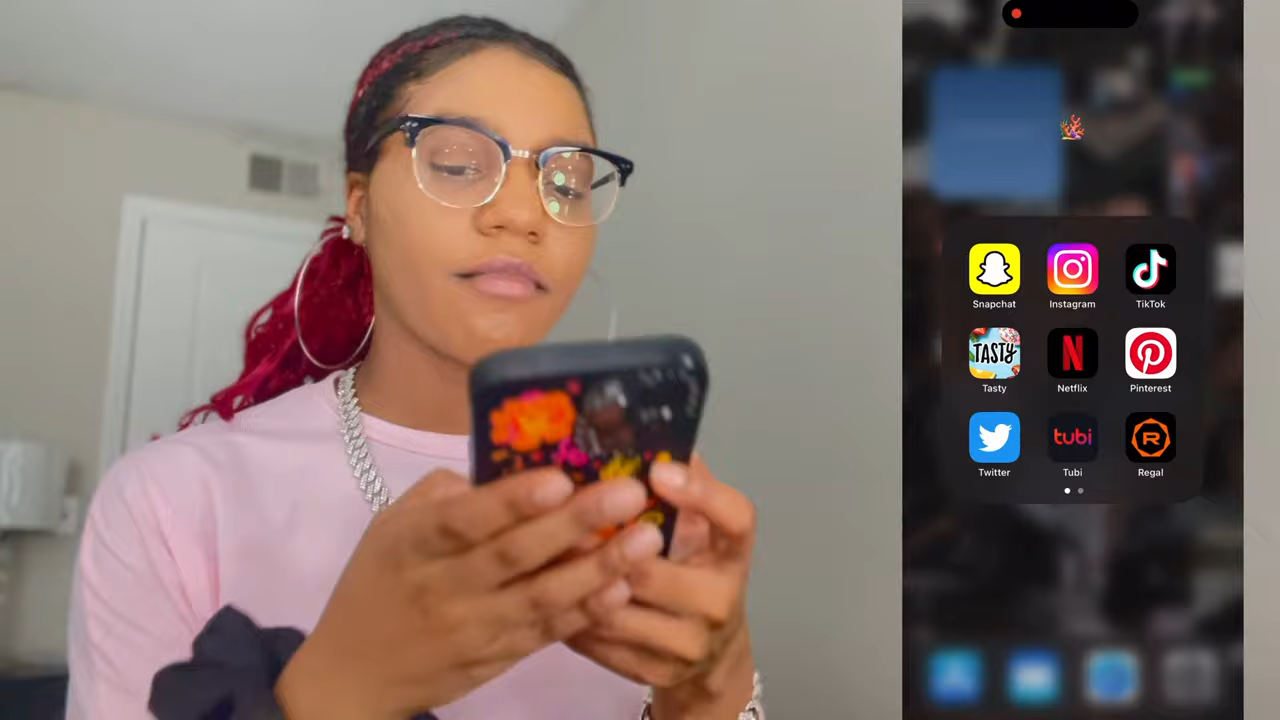 Snapchat
Instagram
TikTok
TASTY
Tasty
Netflix
Pinterest
Twitter
tubi
Tubi
R
Regal